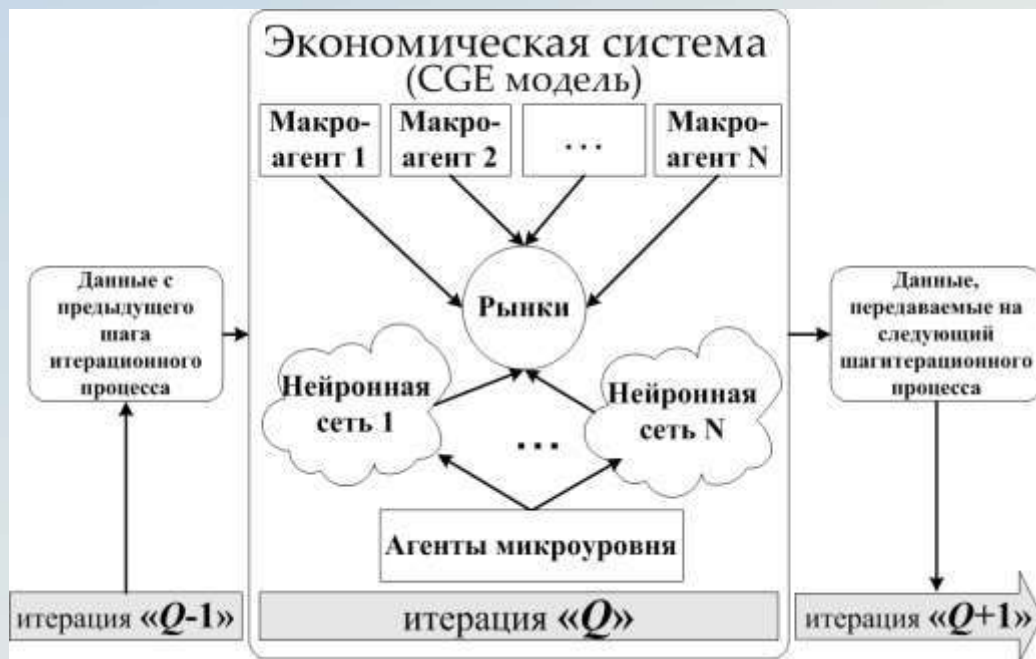 Экономическая система
(CGE модель)
Макро-
агент 1
Макро-
агент 2
...
Макро-
агент N
Данные с
предыдущего
шага
итерационного
процесса
Рынки
Данные,
передаваемые на
следующий
шагитерационного
процесса
Нейронная
сеть 1
...
Нейронная
сеть N
Агенты микроуровня
итерация «Q-1»
итерация «Q»
итерация «Q+1»